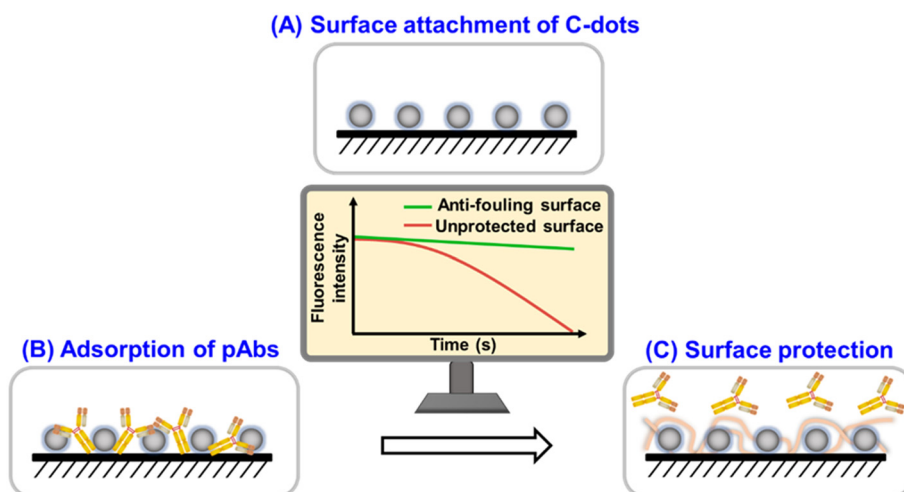 (A) Surface attachment of C-dots
Anti-fouling surface
Unprotected surface
Fluorescence
intensity
Time (s)
(B) Adsorption of pAbs
(C) Surface protection